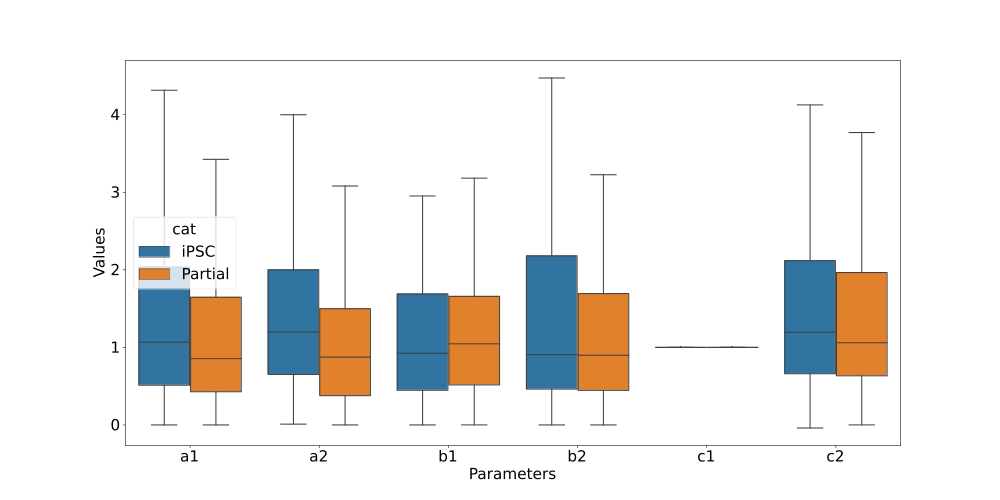 4
3
2
1
0
Values
cat
iPSC
Partial
a1 a2 b1 b2 c1 c2
Parameters